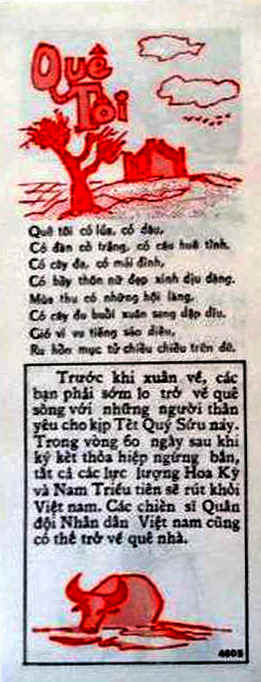 Quê
Tôi
Quê tôi có lúa, có dâu,
Có đàn cò trắng, có câu huê tình.
Có cây đa, có mái đình,
Có bầy thôn nữ đẹp xinh dịu dàng.
Mùa thu có những hội làng,
Có cây đu buổi xuân sang dập dìu.
Gió vi vu tiếng sáo diều,
Ru hồn mục tử chiều chiều trên đê.
Trước khi xuân về, các
bạn phải sớm lo trở về quê
sông với những người thân
yêu cho kịp Tết Quý Sửu này.
Trong vòng 60 ngày sau khi
ký kết thỏa hiệp ngừng bắn,
tất cả các lực lượng Hoa Kỳ
và Nam Triều tiên sẽ rút khỏi
Việt nam. Các chiến sĩ Quân
đội Nhân dân Việt nam cũng
có thể trở về quê nhà.
4605